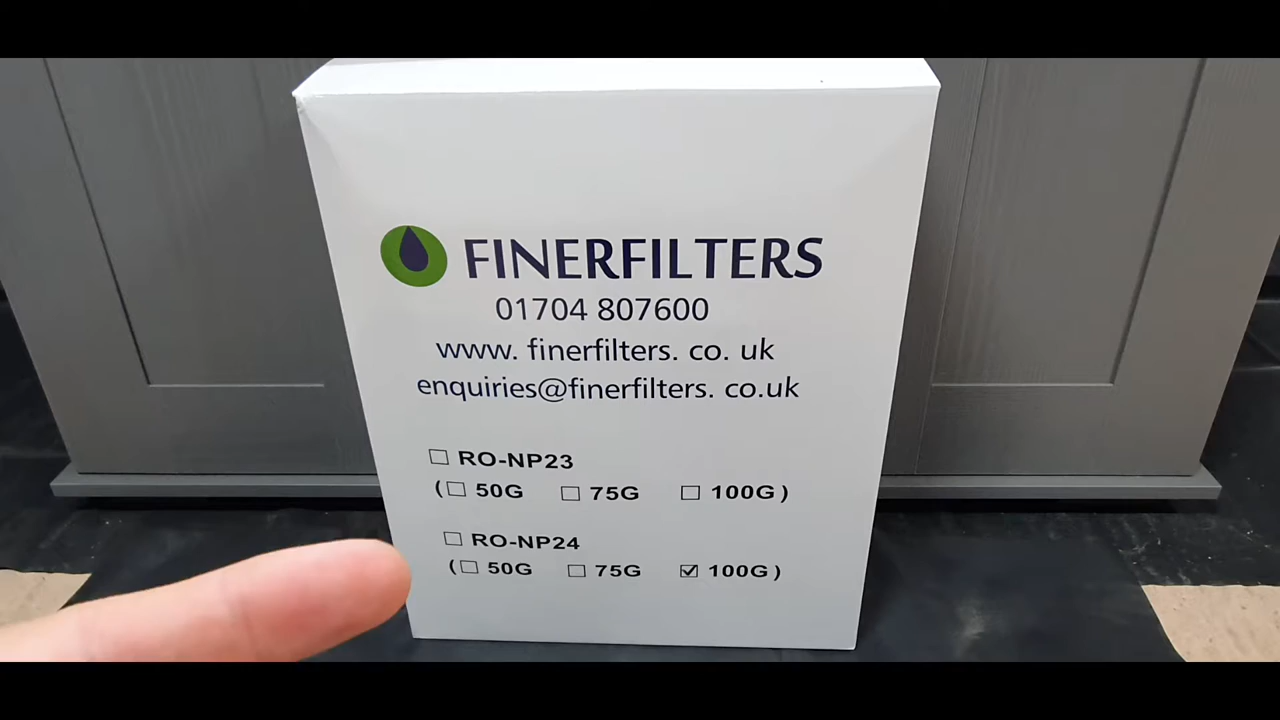 FINERFILTERS
01704 807600
www. finerfilters. co. uk
enquiries@finerfilters. co.uk
☐ RO-NP23
(☐ 50G ☐ 75G ☐ 100G)
☐ RO-NP24
(☐ 50G ☐ 75G ☑ 100G)